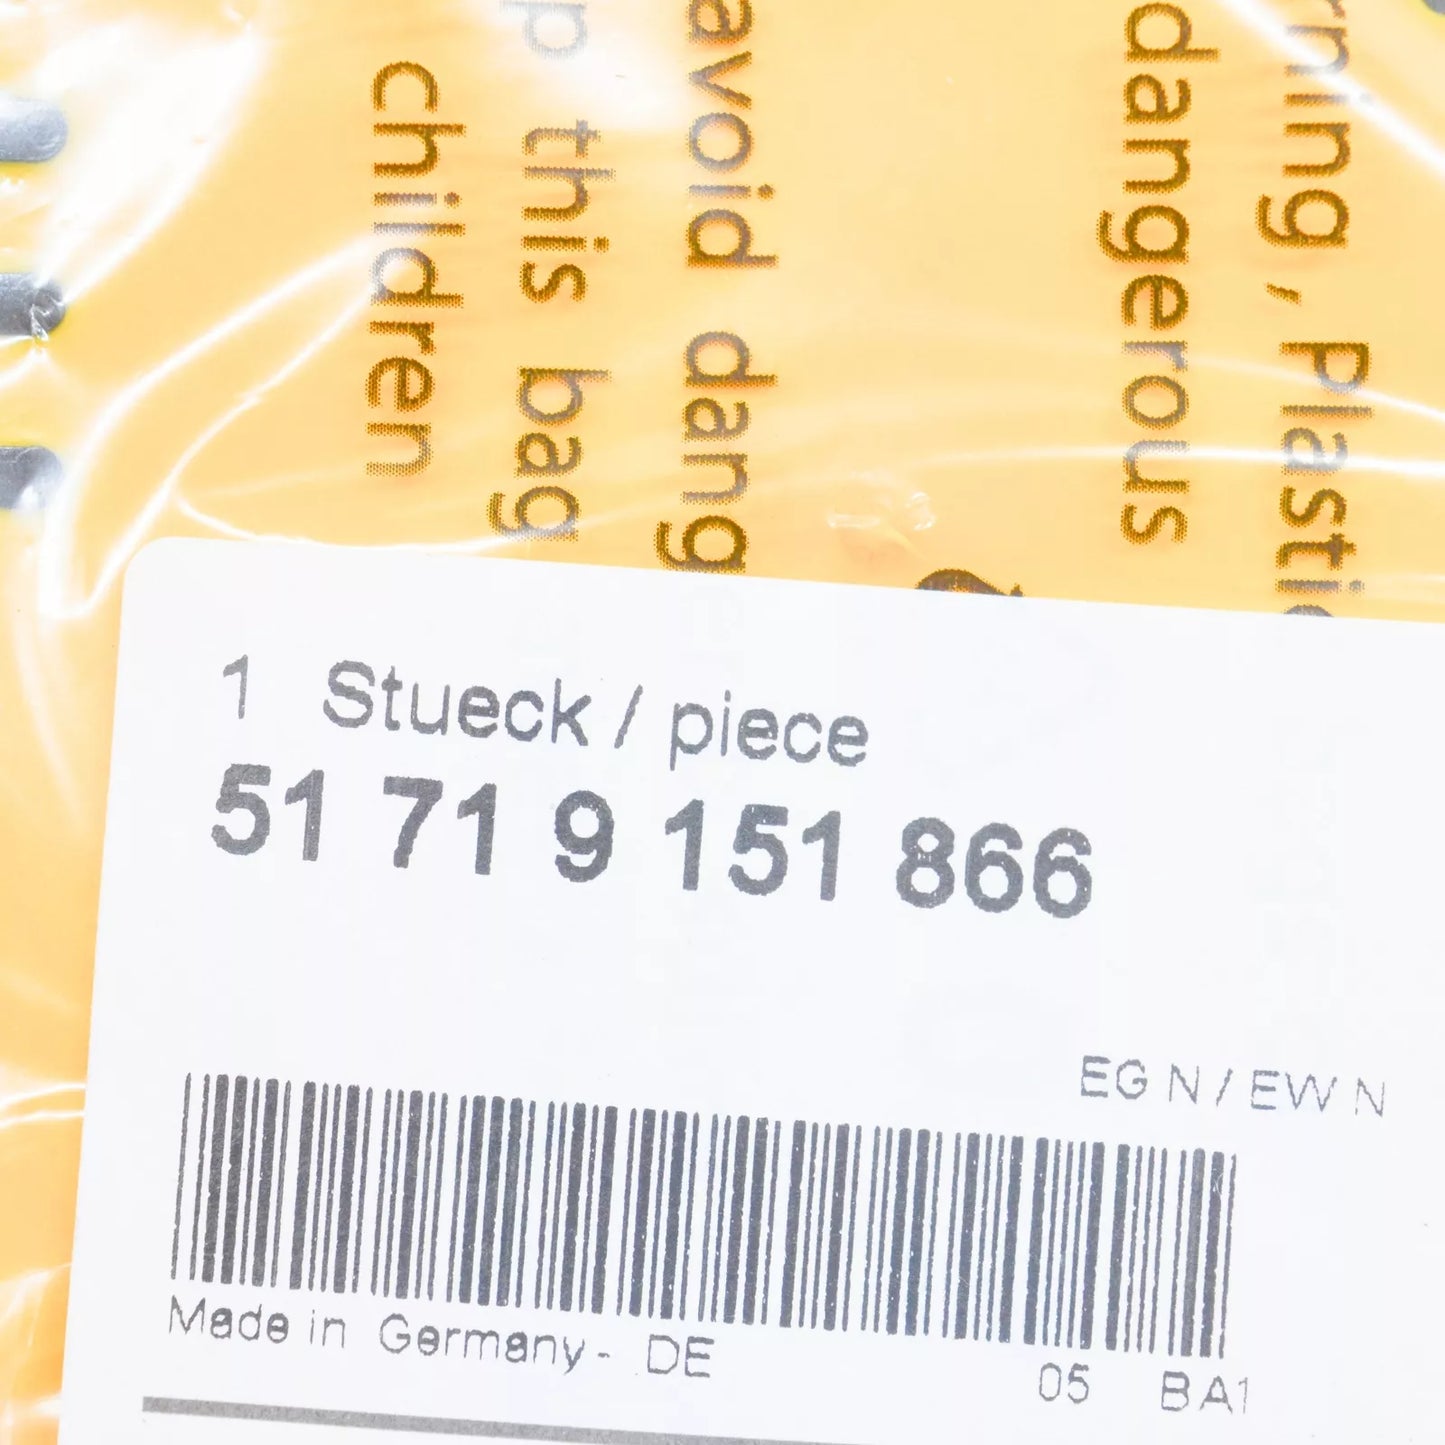 rning, Plastic
dangerous
avoid dang
p this bag
children
1 Stueck / piece
51 71 9 151 866
EG N / EW N
Made in Germany - DE
05 BA1